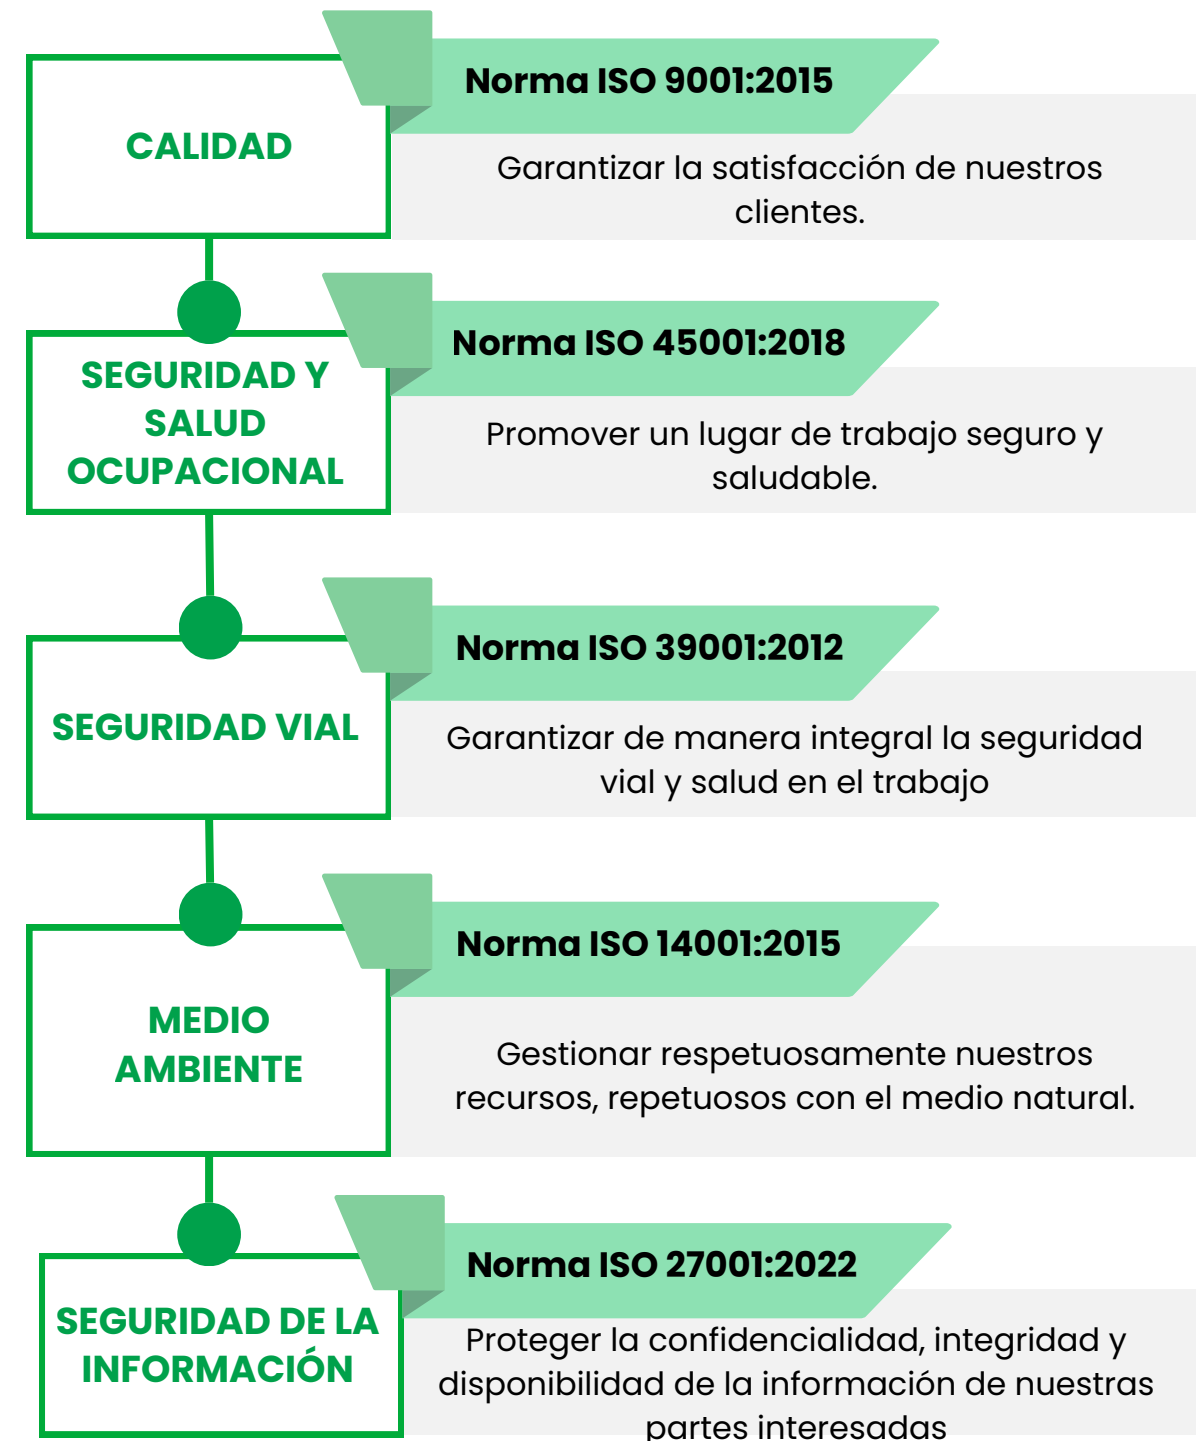 Norma ISO 9001:2015
CALIDAD
Garantizar la satisfacción de nuestros
clientes.
Norma ISO 45001:2018
SEGURIDAD Y
SALUD
OCUPACIONAL
Promover un lugar de trabajo seguro y
saludable.
Norma ISO 39001:2012
SEGURIDAD VIAL
Garantizar de manera integral la seguridad
vial y salud en el trabajo
Norma ISO 14001:2015
MEDIO
AMBIENTE
Gestionar respetuosamente nuestros
recursos, repetuosos con el medio natural.
Norma ISO 27001:2022
SEGURIDAD DE LA
INFORMACIÓN
Proteger la confidencialidad, integridad y
disponibilidad de la información de nuestras
partes interesadas